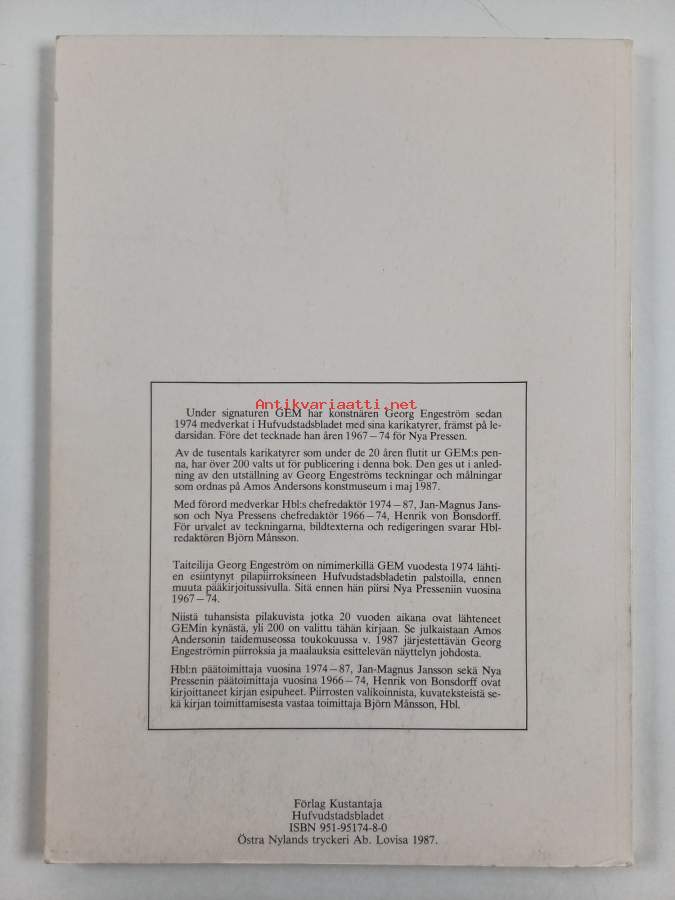 Antikvariaatti.net
Under signaturen GEM har konstnären Georg Engeström sedan
1974 medverkat i Hufvudstadsbladet med sina karikatyrer, främst på le-
darsidan. Före det tecknade han åren 1967–74 för Nya Pressen.
Av de tusentals karikatyrer som under de 20 åren flutit ur GEM:s pen-
na, har över 200 valts ut för publicering i denna bok. Den ges ut i anled-
ning av den utställning av Georg Engeströms teckningar och målningar
som ordnas på Amos Andersons konstmuseum i maj 1987.
Med förord medverkar Hbl:s chefredaktör 1974–87, Jan-Magnus Jans-
son och Nya Pressens chefredaktör 1966–74, Henrik von Bonsdorff.
För urvalet av teckningarna, bildtexterna och redigeringen svarar Hbl-
redaktören Björn Månsson.
Taiteilija Georg Engeström on nimimerkillä GEM vuodesta 1974 lähti-
en esiintynyt pilapiirroksineen Hufvudstadsbladetin palstoilla, ennen
muuta pääkirjoitussivulla. Sitä ennen hän piirsi Nya Presseniin vuosina
1967–74.
Niistä tuhansista pilakuvista jotka 20 vuoden aikana ovat lähteneet
GEMin kynästä, yli 200 on valittu tähän kirjaan. Se julkaistaan Amos
Andersonin taidemuseossa toukokuussa v. 1987 järjestettävän Georg
Engeströmin piirroksia ja maalauksia esittelevän näyttelyn johdosta.
Hbl:n päätoimittaja vuosina 1974–87, Jan-Magnus Jansson sekä Nya
Pressenin päätoimittaja vuosina 1966–74, Henrik von Bonsdorff ovat
kirjoittaneet kirjan esipuheet. Piirrosten valikoinnista, kuvateksteistä se-
kä kirjan toimittamisesta vastaa toimittaja Björn Månsson, Hbl.
Förlag Kustantaja
Hufvudstadsbladet
ISBN 951-95174-8-0
Östra Nylands tryckeri Ab. Lovisa 1987.